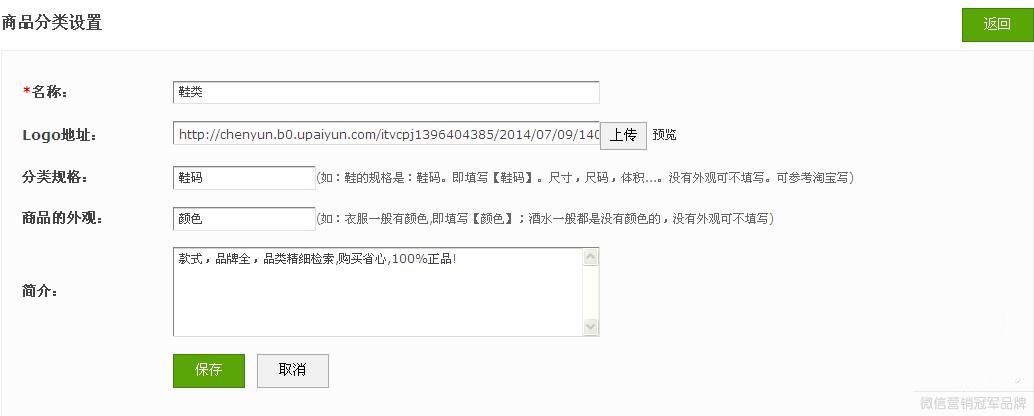 商品分类设置
返回
*名称：
鞋类
Logo地址：
http://chenyun.b0.upaiyun.com/itvcpj1396404385/2014/07/09/140
上传 预览
分类规格：
鞋码 (如：鞋的规格是：鞋码。即填写【鞋码】。尺寸，尺码，体积...。没有外观可不填写。可参考淘宝写)
商品的外观：
颜色 (如：衣服一般有颜色,即填写【颜色】；酒水一般都是没有颜色的，没有外观可不填写)
简介：
款式，品牌全，品类精细检索,购买省心,100%正品!
保存 取消
微信营销冠军品牌